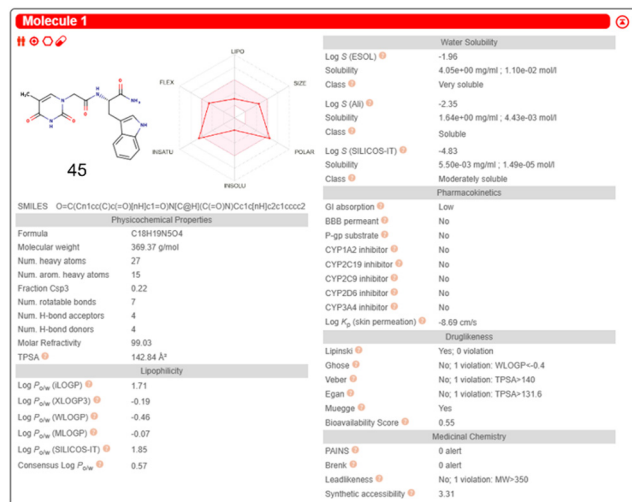 Molecule 1
LIPO
FLEX
SIZE
INSATU
POLAR
INSOLU
H₃C
O
N
O
H
N
O
NH₂
O
NH
NH
45
SMILES O=C(Cn1cc(C)c(=O)[nH]c1=O)N[C@H](C(=O)N)Cc1c[nH]c2c1cccc2
Physicochemical Properties
Formula C18H19N5O4
Molecular weight 369.37 g/mol
Num. heavy atoms 27
Num. arom. heavy atoms 15
Fraction Csp3 0.22
Num. rotatable bonds 7
Num. H-bond acceptors 4
Num. H-bond donors 4
Molar Refractivity 99.03
TPSA 142.84 Å²
Lipophilicity
Log Po/w (iLOGP) 1.71
Log Po/w (XLOGP3) -0.19
Log Po/w (WLOGP) -0.46
Log Po/w (MLOGP) -0.07
Log Po/w (SILICOS-IT) 1.85
Consensus Log Po/w 0.57
Water Solubility
Log S (ESOL) -1.96
Solubility 4.05e+00 mg/ml ; 1.10e-02 mol/l
Class Very soluble
Log S (Ali) -2.35
Solubility 1.64e+00 mg/ml ; 4.43e-03 mol/l
Class Soluble
Log S (SILICOS-IT) -4.83
Solubility 5.50e-03 mg/ml ; 1.49e-05 mol/l
Class Moderately soluble
Pharmacokinetics
GI absorption Low
BBB permeant No
P-gp substrate No
CYP1A2 inhibitor No
CYP2C19 inhibitor No
CYP2C9 inhibitor No
CYP2D6 inhibitor No
CYP3A4 inhibitor No
Log Kp (skin permeation) -8.69 cm/s
Druglikeness
Lipinski Yes; 0 violation
Ghose No; 1 violation: WLOGP<-0.4
Veber No; 1 violation: TPSA>140
Egan No; 1 violation: TPSA>131.6
Muegge Yes
Bioavailability Score 0.55
Medicinal Chemistry
PAINS 0 alert
Brenk 0 alert
Leadlikeness No; 1 violation: MW>350
Synthetic accessibility 3.31